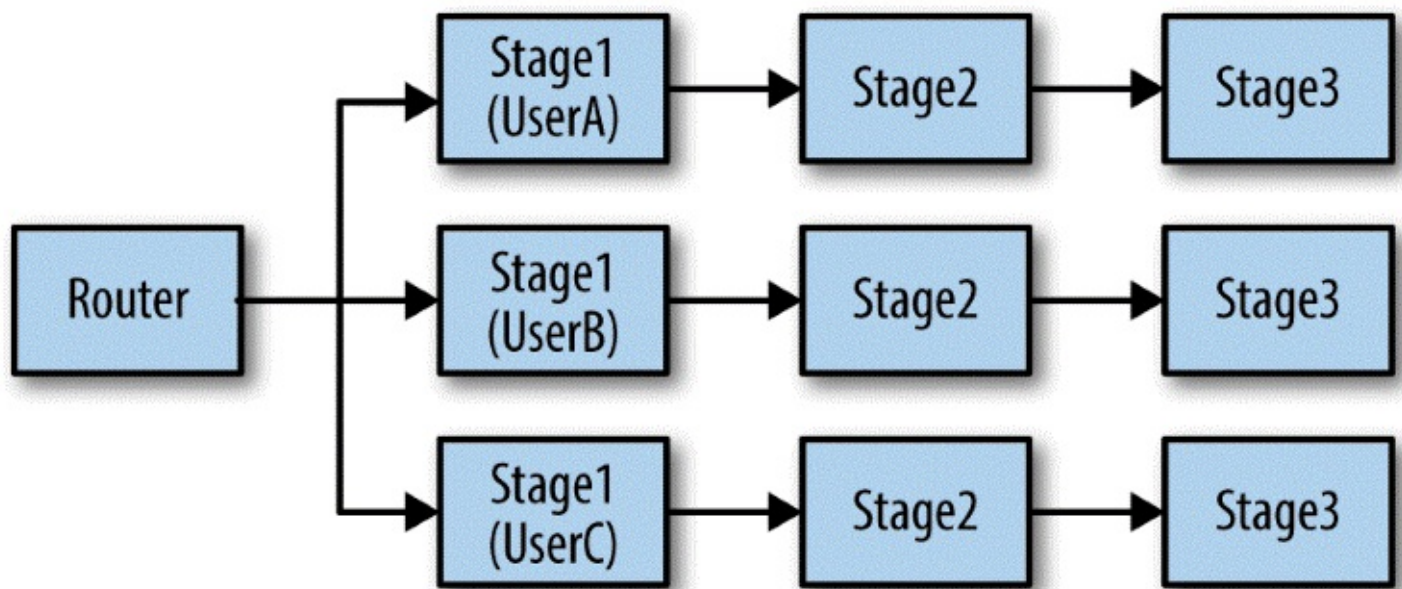 Stage1
(UserA)
Stage2
Stage3
Router
Stage1
(UserB)
Stage2
Stage3
Stage1
(UserC)
Stage2
Stage3